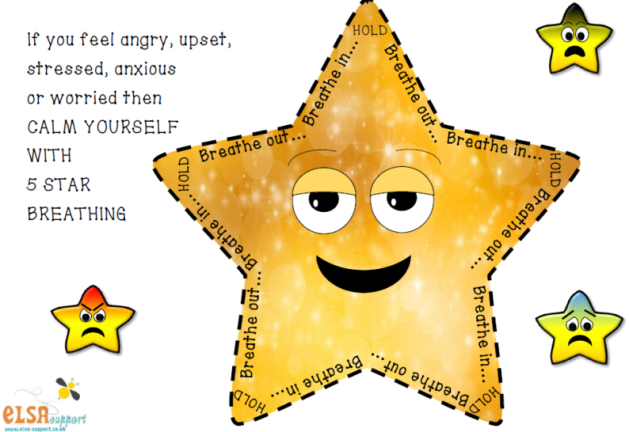 If you feel angry, upset,
stressed, anxious
or worried then
CALM YOURSELF
WITH
5 STAR
BREATHING
Breathe in...
HOLD
Breathe out...
Breathe in...
HOLD
Breathe out ...
Breathe in...
HOLD
Breathe out ...
Breathe in ...
HOLD
Breathe out...
Breathe in...
HOLD
Breathe out...
ELSA support
www.elsa-support.co.uk